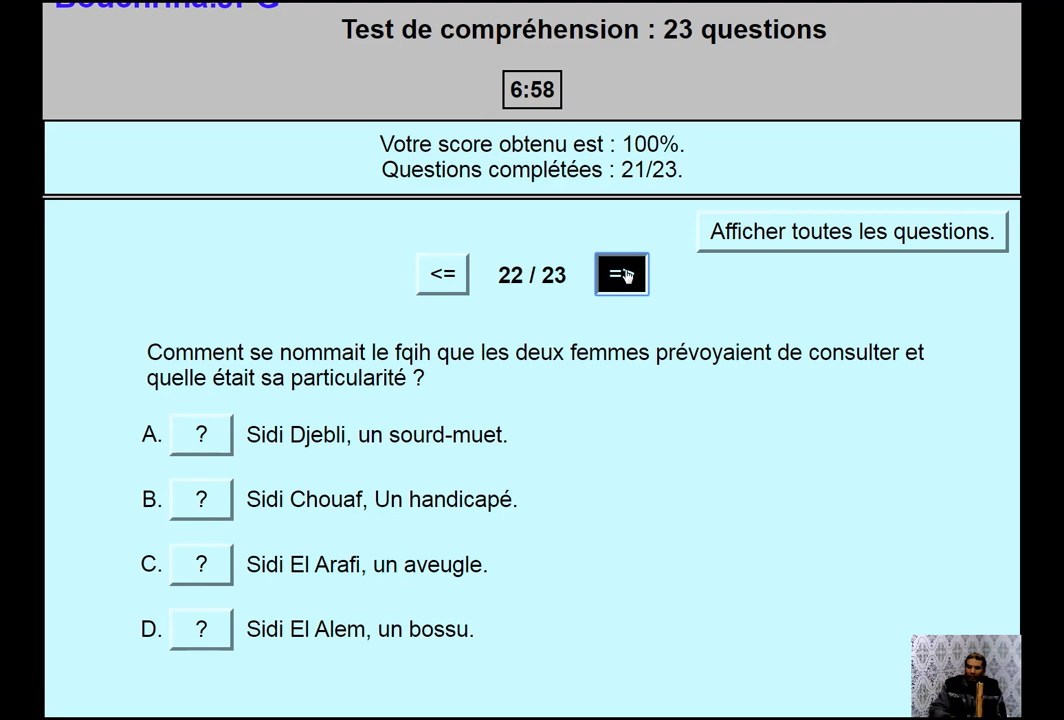 Test de compréhension : 23 questions
6:58
Votre score obtenu est : 100%.
Questions complétées : 21/23.
Afficher toutes les questions.
<= 22 / 23 =
Comment se nommait le fqih que les deux femmes prévoyaient de consulter et
quelle était sa particularité ?
A. ? Sidi Djebli, un sourd-muet.
B. ? Sidi Chouaf, Un handicapé.
C. ? Sidi El Arafi, un aveugle.
D. ? Sidi El Alem, un bossu.